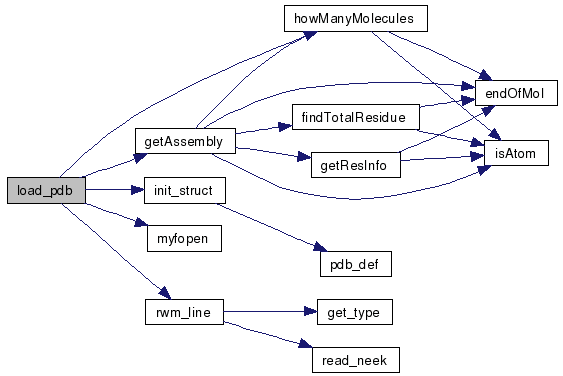 howManyMolecules
endOfMol
findTotalResidue
getAssembly
isAtom
getResInfo
load_pdb
init_struct
myfopen
pdb_def
rwm_line
get_type
read_neek